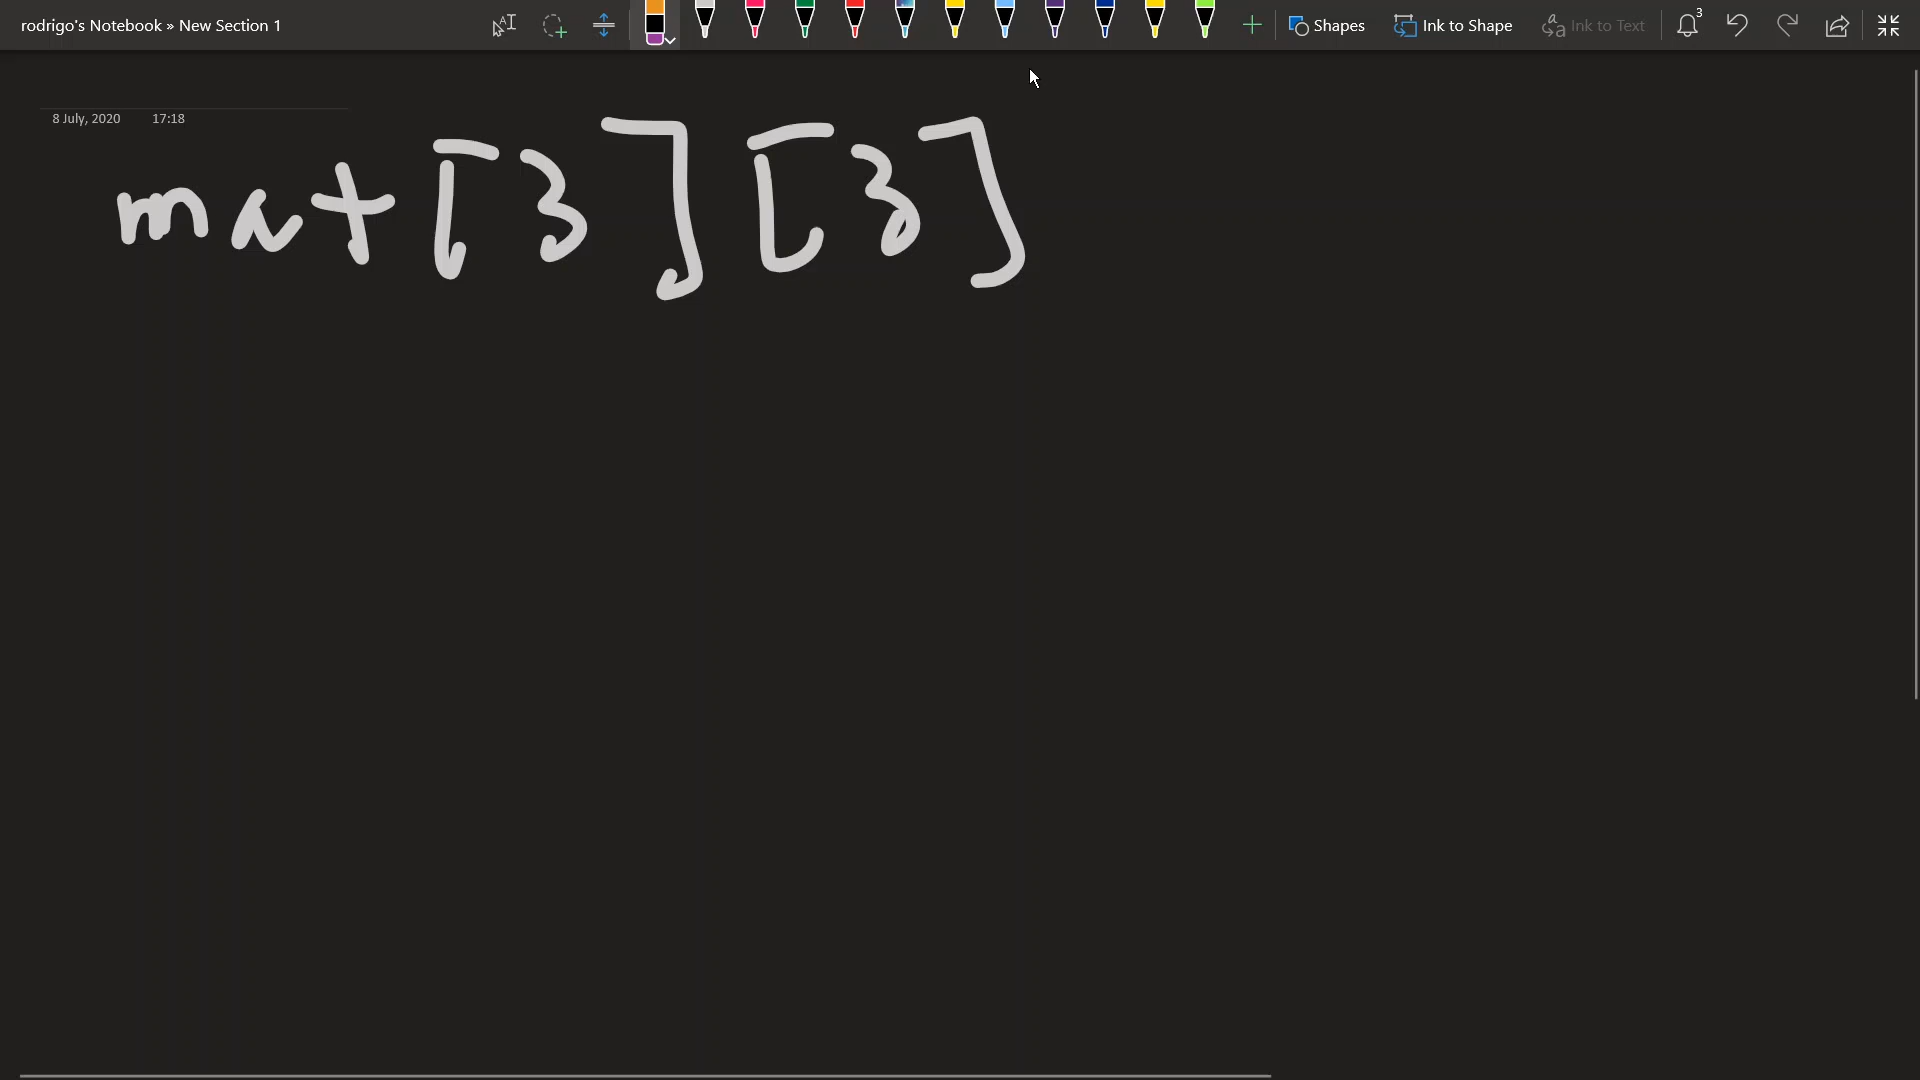 rodrigo's Notebook » New Section 1
Shapes
Ink to Shape
Ink to Text
3
8 July, 2020 17:18
mat[3][3]